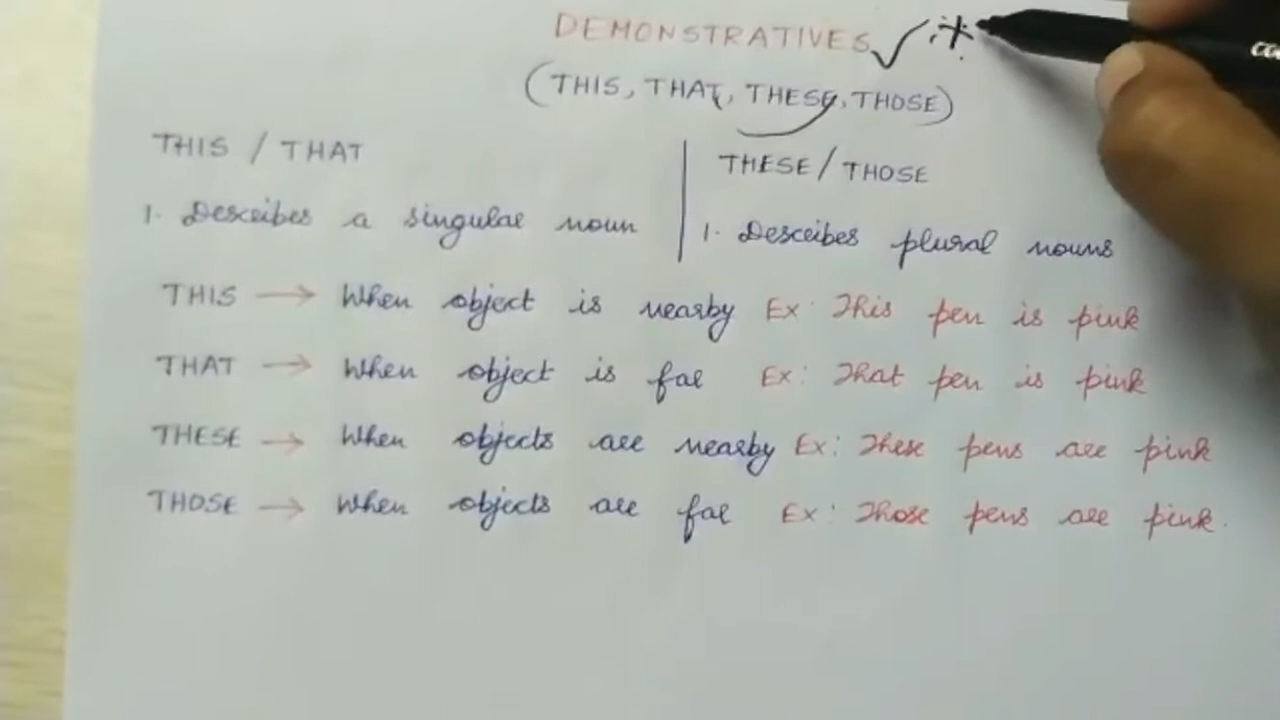 DEMONSTRATIVES
(THIS, THAT, THESE, THOSE)
THIS / THAT
1. Describes a singular noun
THESE / THOSE
1. Describes plural nouns
THIS → When object is nearby Ex: This pen is pink
THAT → When object is far Ex: That pen is pink
THESE → When objects are nearby Ex: These pens are pink
THOSE → When objects are far Ex: Those pens are pink.